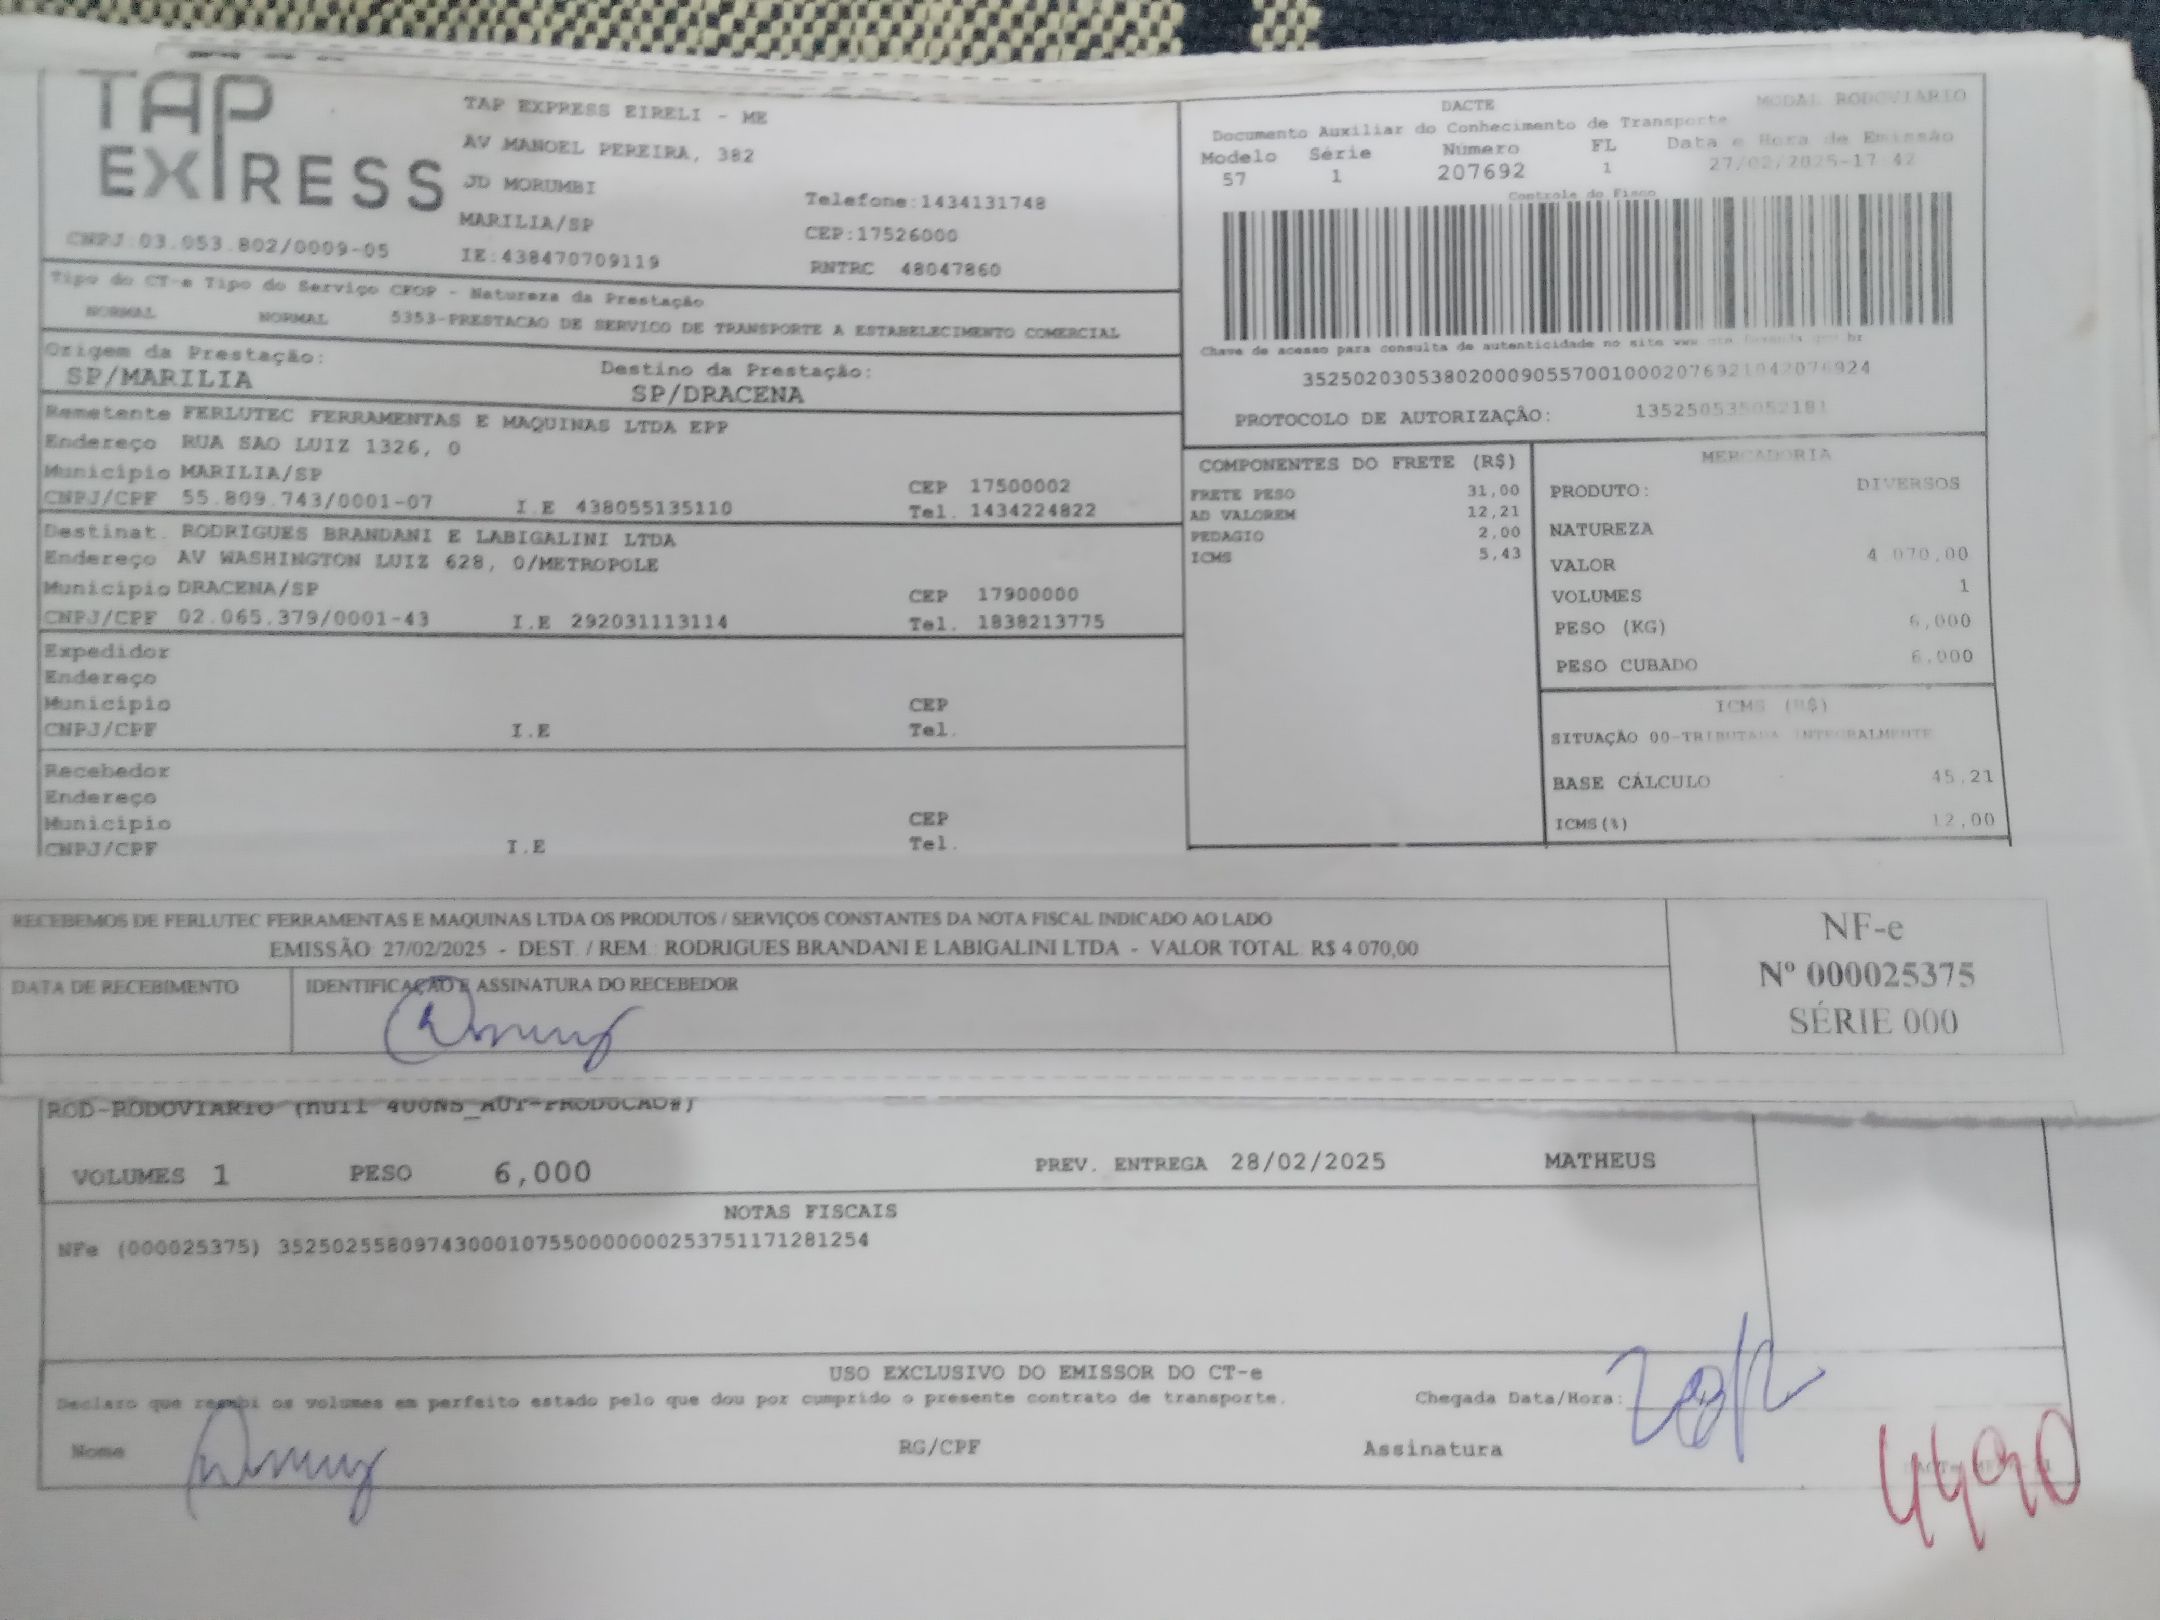 TAP
EXPRESS
TAP EXPRESS EIRELI - ME
AV MANOEL PEREIRA, 382
JD MORUMBI
Telefone:1434131748
MARILIA/SP
CEP:17526000
CNPJ:03.053.802/0009-05
IE:438470709119
RNTRC 48047860
DACTE
MODAL RODOVIARIO
Documento Auxiliar do Conhecimento de Transporte
Modelo Série Número FL Data e Hora de Emissão
57 1 207692 1 27/02/2025-17:42
Controle do Fisco
Chave de acesso para consulta de autenticidade no site
PROTOCOLO DE AUTORIZAÇÃO: 135250535052181
Tipo do CT-e Tipo do Serviço CFOP - Natureza da Prestação
NORMAL NORMAL 5353-PRESTACAO DE SERVICO DE TRANSPORTE A ESTABELECIMENTO COMERCIAL
Origem da Prestação: Destino da Prestação:
SP/MARILIA SP/DRACENA
Remetente FERLUTEC FERRAMENTAS E MAQUINAS LTDA EPP
Endereço RUA SAO LUIZ 1326, 0
Município MARILIA/SP CEP 17500002
CNPJ/CPF 55.809.743/0001-07 I.E 438055135110 Tel. 1434224822
Destinat. RODRIGUES BRANDANI E LABIGALINI LTDA
Endereço AV WASHINGTON LUIZ 628, 0/METROPOLE
Município DRACENA/SP CEP 17900000
CNPJ/CPF 02.065.379/0001-43 I.E 292031113114 Tel. 1838213775
Expedidor
Endereço
Município CEP
CNPJ/CPF I.E Tel.
Recebedor
Endereço
Município CEP
CNPJ/CPF I.E Tel.
COMPONENTES DO FRETE (R$)
FRETE PESO 31,00
AD VALOREM 12,21
PEDAGIO 2,00
ICMS 5,43
MERCADORIA
PRODUTO: DIVERSOS
NATUREZA
VALOR 4.070,00
VOLUMES 1
PESO (KG) 6,000
PESO CUBADO 6,000
ICMS (R$)
SITUAÇÃO 00-TRIBUTADA INTEGRALMENTE
BASE CÁLCULO 45,21
ICMS(%) 12,00
RECEBEMOS DE FERLUTEC FERRAMENTAS E MAQUINAS LTDA OS PRODUTOS / SERVIÇOS CONSTANTES DA NOTA FISCAL INDICADO AO LADO
EMISSÃO: 27/02/2025 - DEST. / REM.: RODRIGUES BRANDANI E LABIGALINI LTDA - VALOR TOTAL: R$ 4.070,00
DATA DE RECEBIMENTO IDENTIFICAÇÃO E ASSINATURA DO RECEBEDOR
NF-e
Nº 000025375
SÉRIE 000
ROD-RODOVIARIO (null 400NS_AUT-PRODUCAO#)
VOLUMES 1 PESO 6,000 PREV. ENTREGA 28/02/2025 MATHEUS
NOTAS FISCAIS
NFe (000025375) 35250255809743000107550000000253751171281254
USO EXCLUSIVO DO EMISSOR DO CT-e
Declaro que recebi os volumes em perfeito estado pelo que dou por cumprido o presente contrato de transporte. Chegada Data/Hora: 28/2
Nome RG/CPF Assinatura